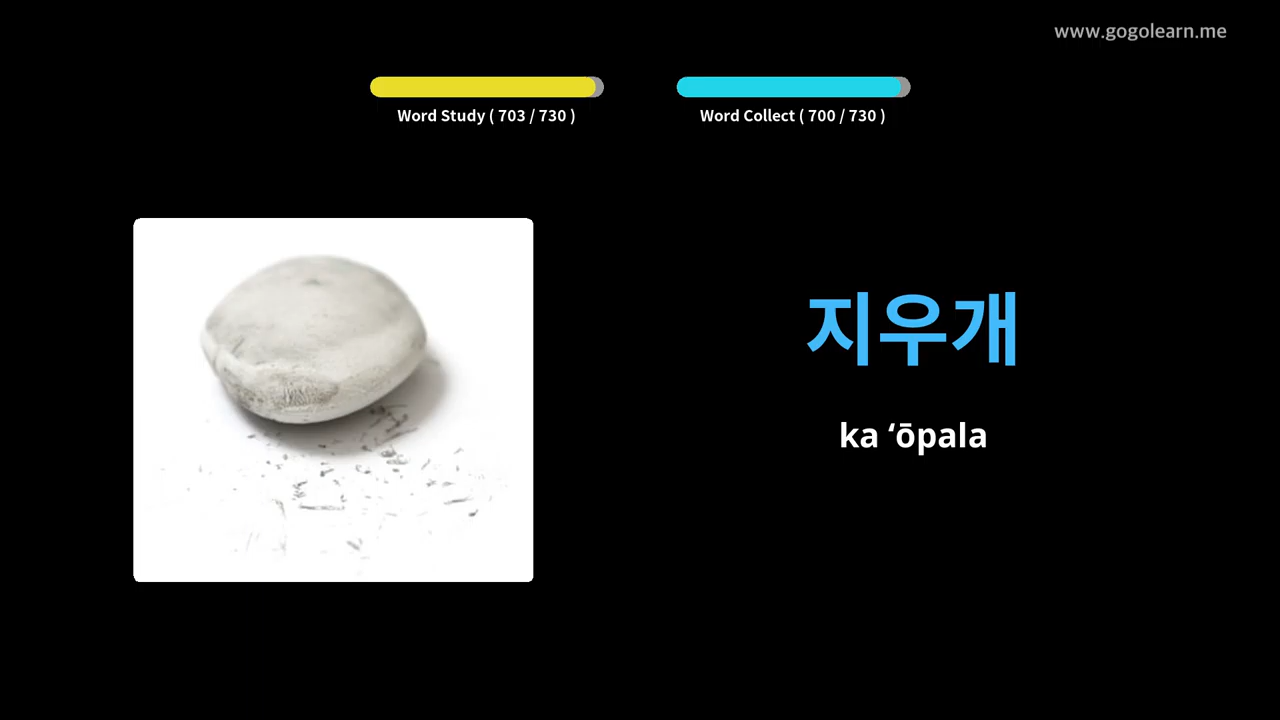 www.gogolearn.me
Word Study ( 703 / 730 )
Word Collect ( 700 / 730 )
지우개
ka ʻōpala